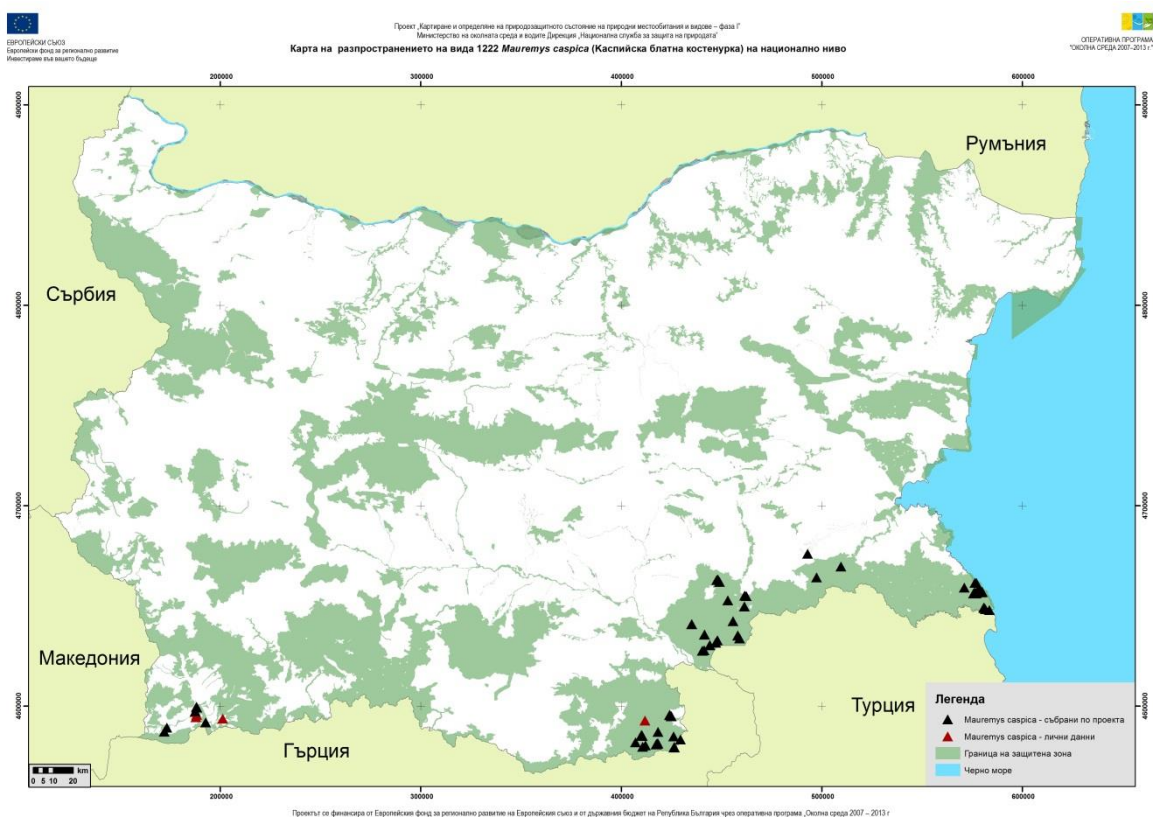 Проект „Картиране и определяне на природозащитното състояние на природни местообитания и видове – фаза I"
Министерство на околната среда и водите Дирекция „Национална служба за защита на природата"
Карта на разпространението на вида 1222 Mauremys caspica (Каспийска блатна костенурка) на национално ниво
ЕВРОПЕЙСКИ СЪЮЗ
Европейски фонд за регионално развитие
Инвестираме във вашето бъдеще
ОПЕРАТИВНА ПРОГРАМА
"ОКОЛНА СРЕДА 2007–2013 г."
200000 300000 400000 500000 600000
4900000 4900000
Румъния
Сърбия
4800000 4800000
4700000 4700000
Македония
Турция
Гърция
4600000 4600000
Легенда
Mauremys caspica - събрани по проекта
Mauremys caspica - лични данни
Граница на защитена зона
Черно море
km
0 5 10 20
200000 300000 400000 500000 600000
Проектът се финансира от Европейския фонд за регионално развитие на Европейския съюз и от държавния бюджет на Република България чрез оперативна програма „Околна среда 2007 – 2013 г